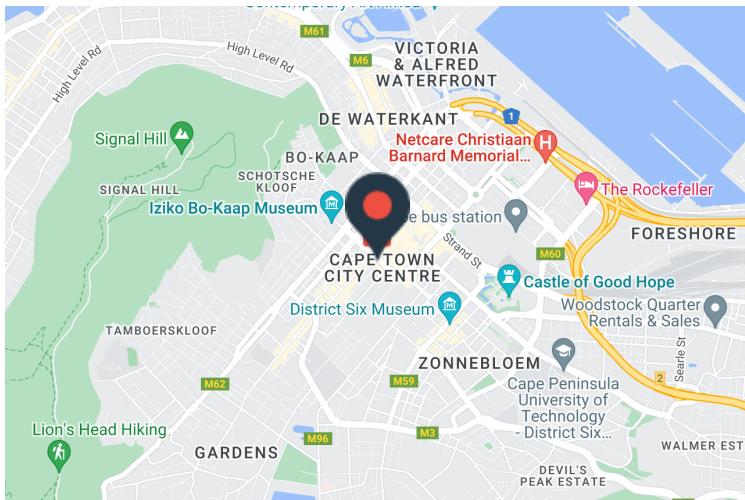 M61
High Level Rd
High Level Rd
M6
VICTORIA
& ALFRED
WATERFRONT
1
DE WATERKANT
Netcare Christiaan
Barnard Memorial...
H
Signal Hill
BO-KAAP
SCHOTSCHE
KLOOF
SIGNAL HILL
The Rockefeller
Iziko Bo-Kaap Museum
M
bus station
FORESHORE
Strand St
M60
CAPE TOWN
CITY CENTRE
Castle of Good Hope
District Six Museum
M
Woodstock Quarter
Rentals & Sales
TAMBOERSKLOOF
Searle St
ZONNEBLOEM
M62
M59
2
Cape Peninsula
University of
Technology
- District Six...
Lion's Head Hiking
M96
M3
GARDENS
WALMER EST
DEVIL'S
PEAK ESTATE